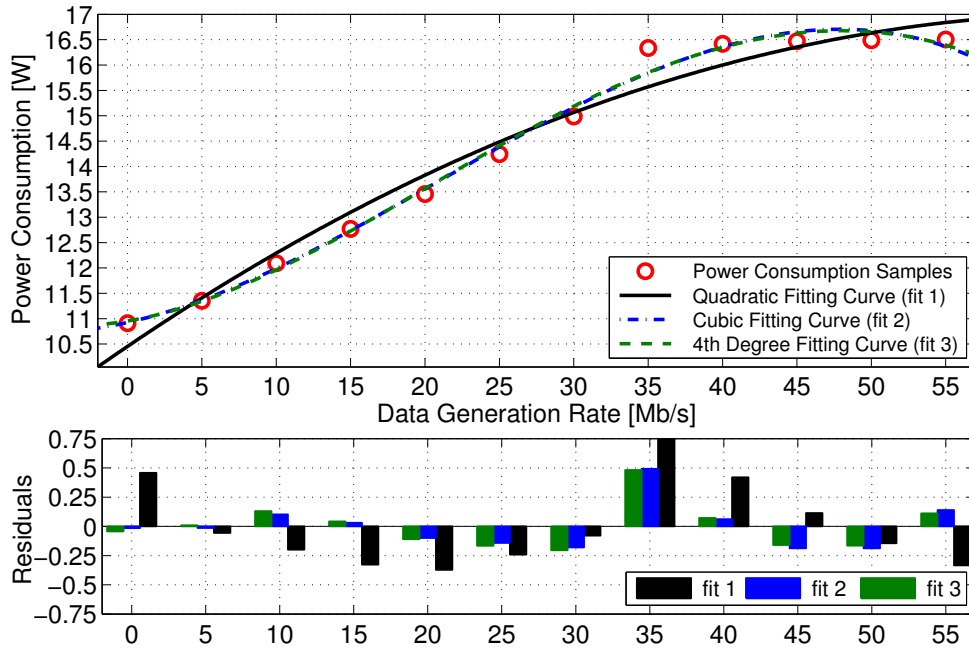 17
16.5
16
15.5
15
14.5
14
13.5
13
12.5
12
11.5
11
10.5
Power Consumption [W]
Power Consumption Samples
Quadratic Fitting Curve (fit 1)
Cubic Fitting Curve (fit 2)
4th Degree Fitting Curve (fit 3)
0 5 10 15 20 25 30 35 40 45 50 55
Data Generation Rate [Mb/s]
0.75
0.5
0.25
0
−0.25
−0.5
−0.75
Residuals
fit 1 fit 2 fit 3
0 5 10 15 20 25 30 35 40 45 50 55